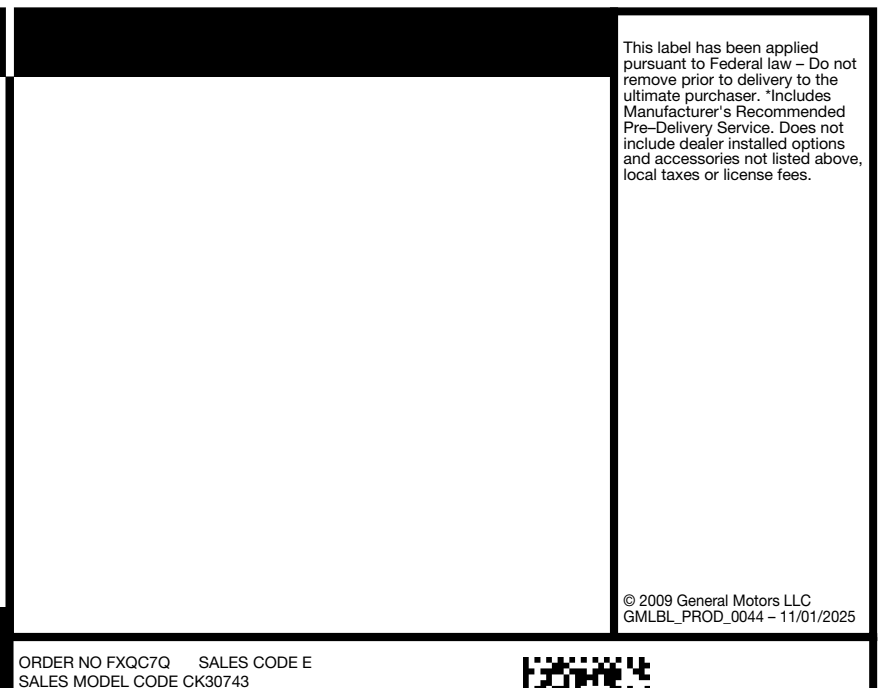 This label has been applied
pursuant to Federal law – Do not
remove prior to delivery to the
ultimate purchaser. *Includes
Manufacturer's Recommended
Pre–Delivery Service. Does not
include dealer installed options
and accessories not listed above,
local taxes or license fees.
© 2009 General Motors LLC
GMLBL_PROD_0044 – 11/01/2025
ORDER NO FXQC7Q SALES CODE E
SALES MODEL CODE CK30743